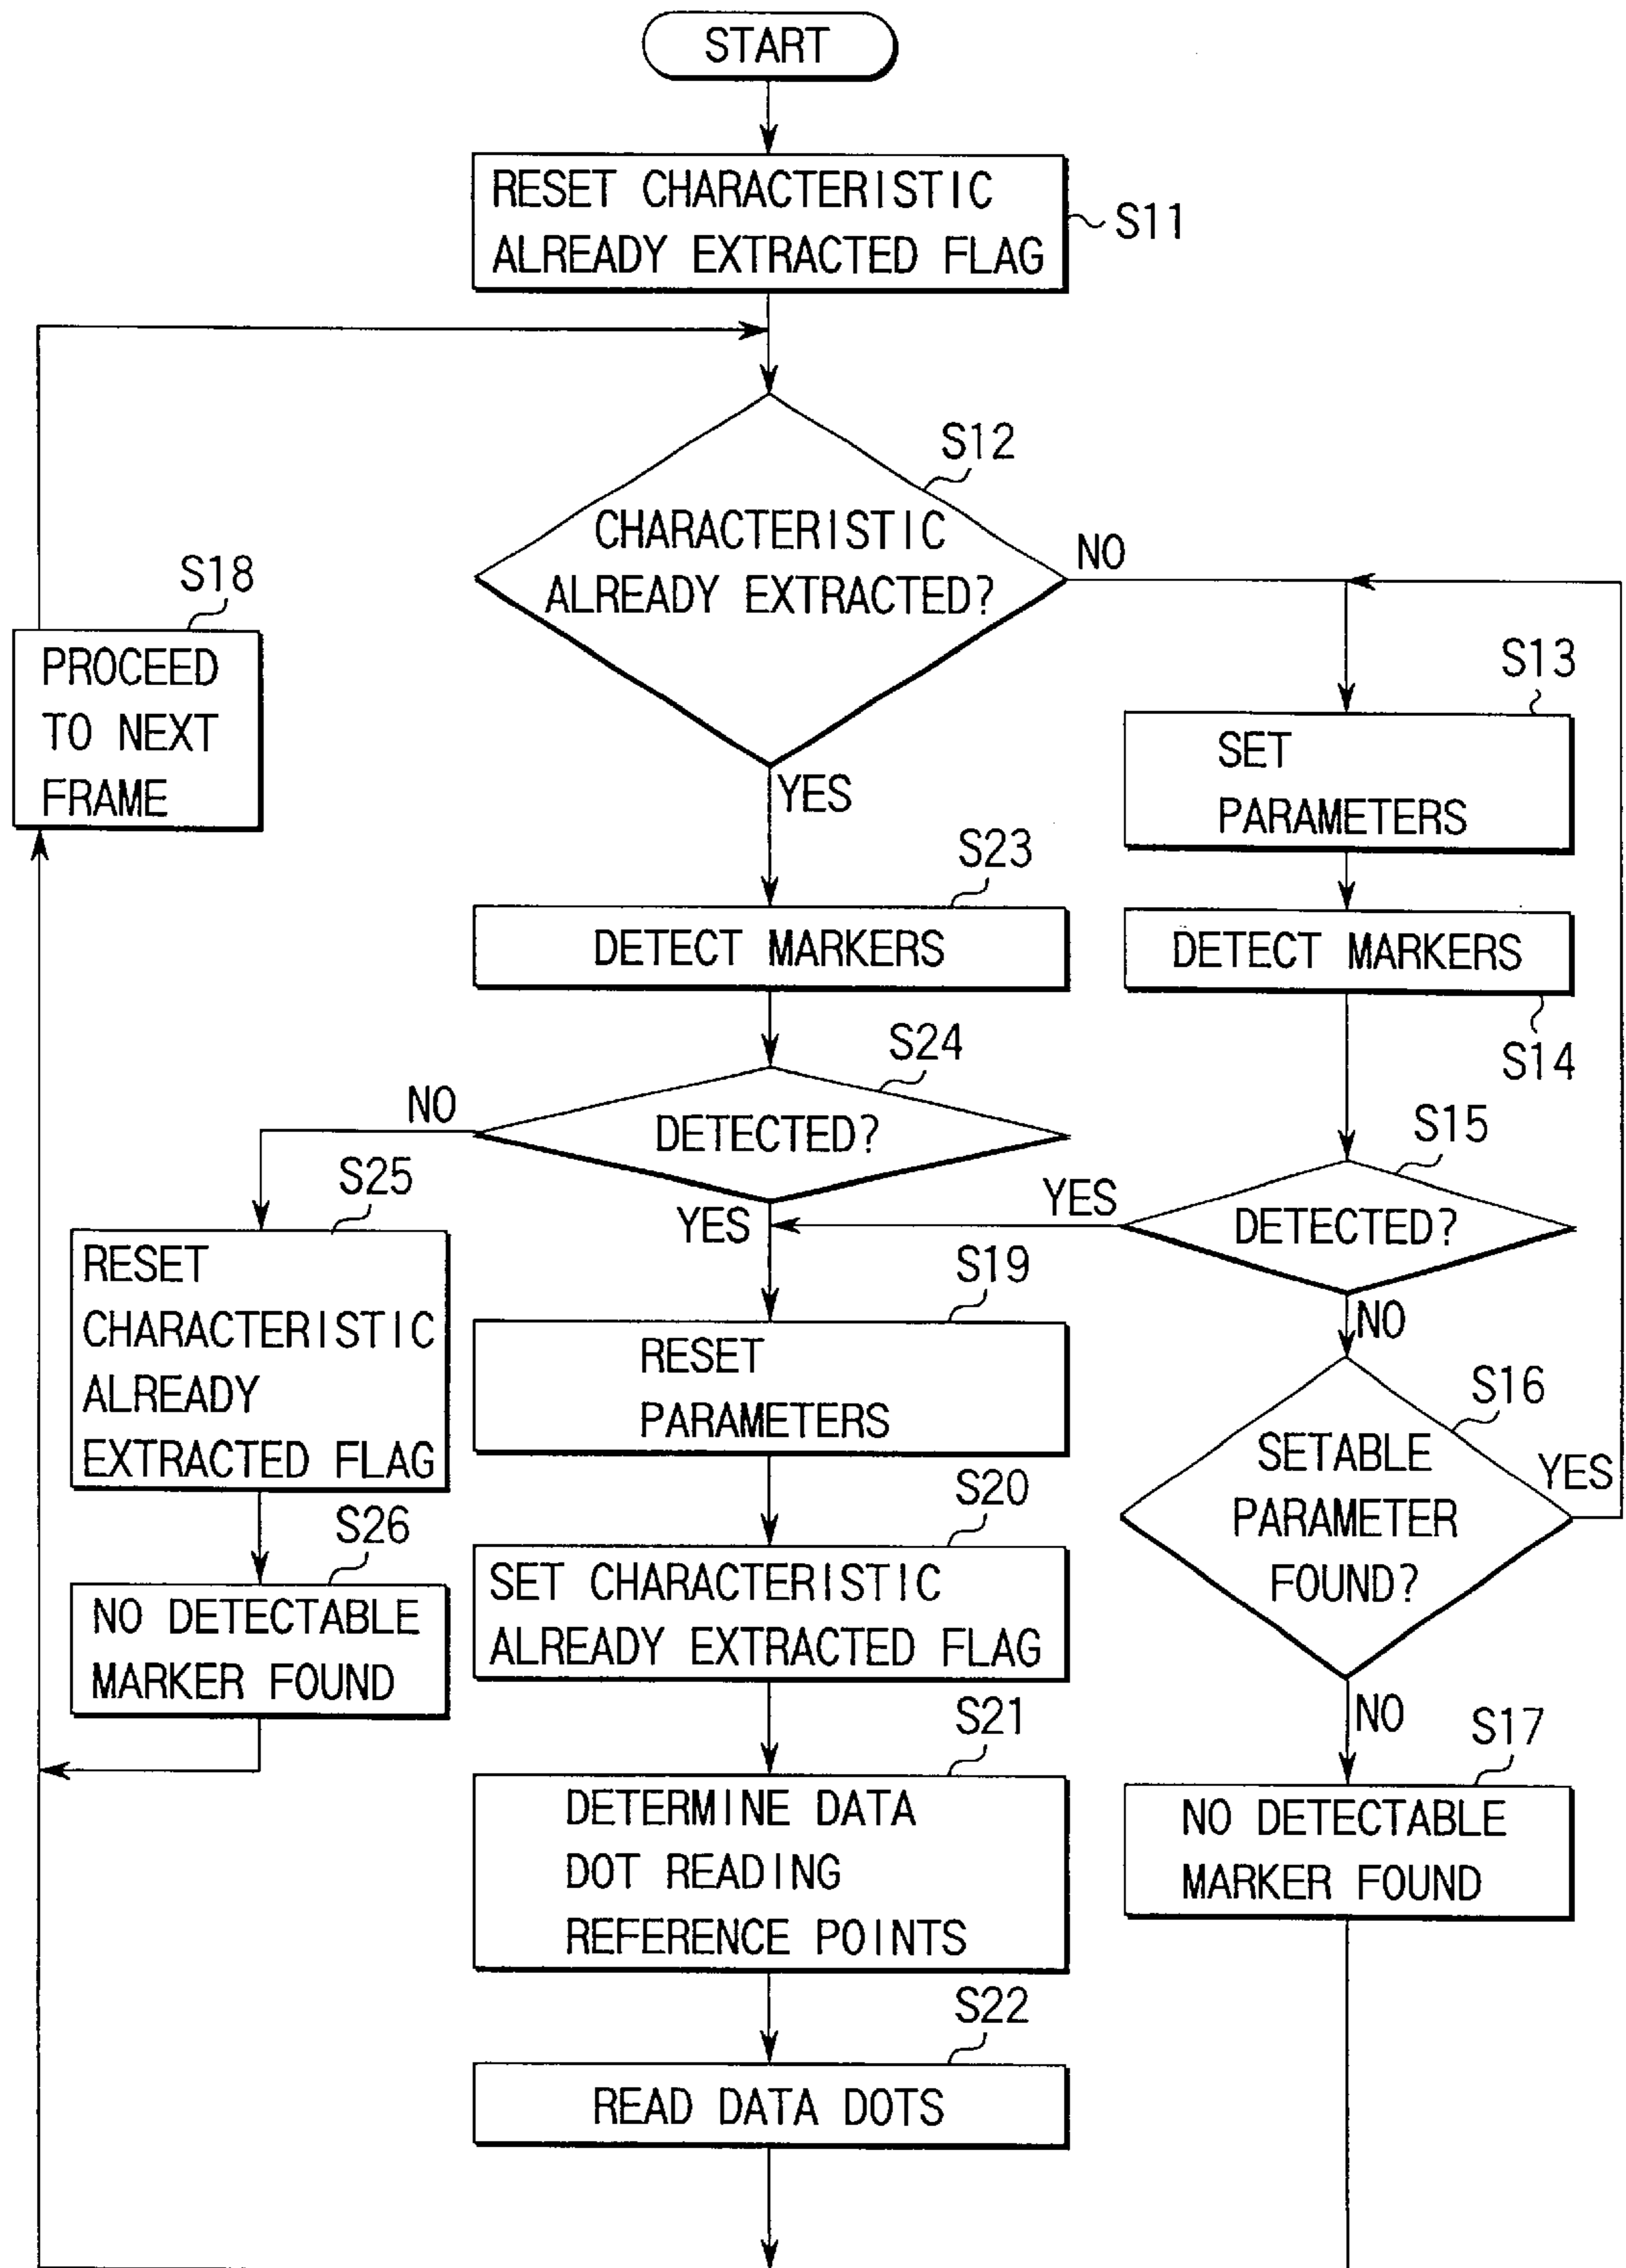 START
RESET CHARACTERISTIC
ALREADY EXTRACTED FLAG
S11
S12
CHARACTERISTIC
ALREADY EXTRACTED?
NO
YES
S18
PROCEED
TO NEXT
FRAME
S13
SET
PARAMETERS
S23
DETECT MARKERS
DETECT MARKERS
S14
S24
DETECTED?
NO
YES
S15
DETECTED?
YES
NO
S25
RESET
CHARACTERISTIC
ALREADY
EXTRACTED FLAG
S19
RESET
PARAMETERS
S16
SETABLE
PARAMETER
FOUND?
YES
NO
S26
NO DETECTABLE
MARKER FOUND
S20
SET CHARACTERISTIC
ALREADY EXTRACTED FLAG
S21
DETERMINE DATA
DOT READING
REFERENCE POINTS
S17
NO DETECTABLE
MARKER FOUND
S22
READ DATA DOTS